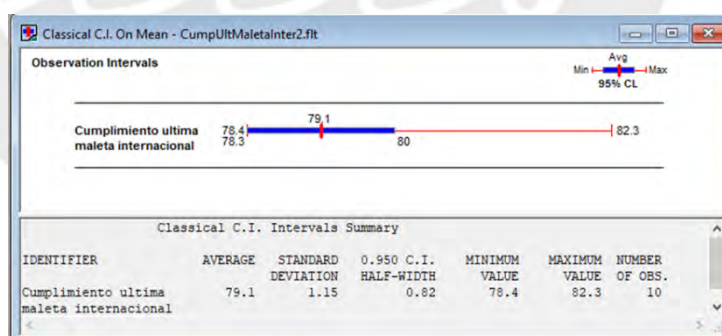 Classical C.I. On Mean - CumpUltMaletaInter2.flt
Observation Intervals
Avg
Min Max
95% CL
79.1
Cumplimiento ultima 78.4 82.3
maleta internacional 78.3 80
Classical C.I. Intervals Summary
IDENTIFIER AVERAGE STANDARD 0.950 C.I. MINIMUM MAXIMUM NUMBER
DEVIATION HALF-WIDTH VALUE VALUE OF OBS.
Cumplimiento ultima 79.1 1.15 0.82 78.4 82.3 10
maleta internacional